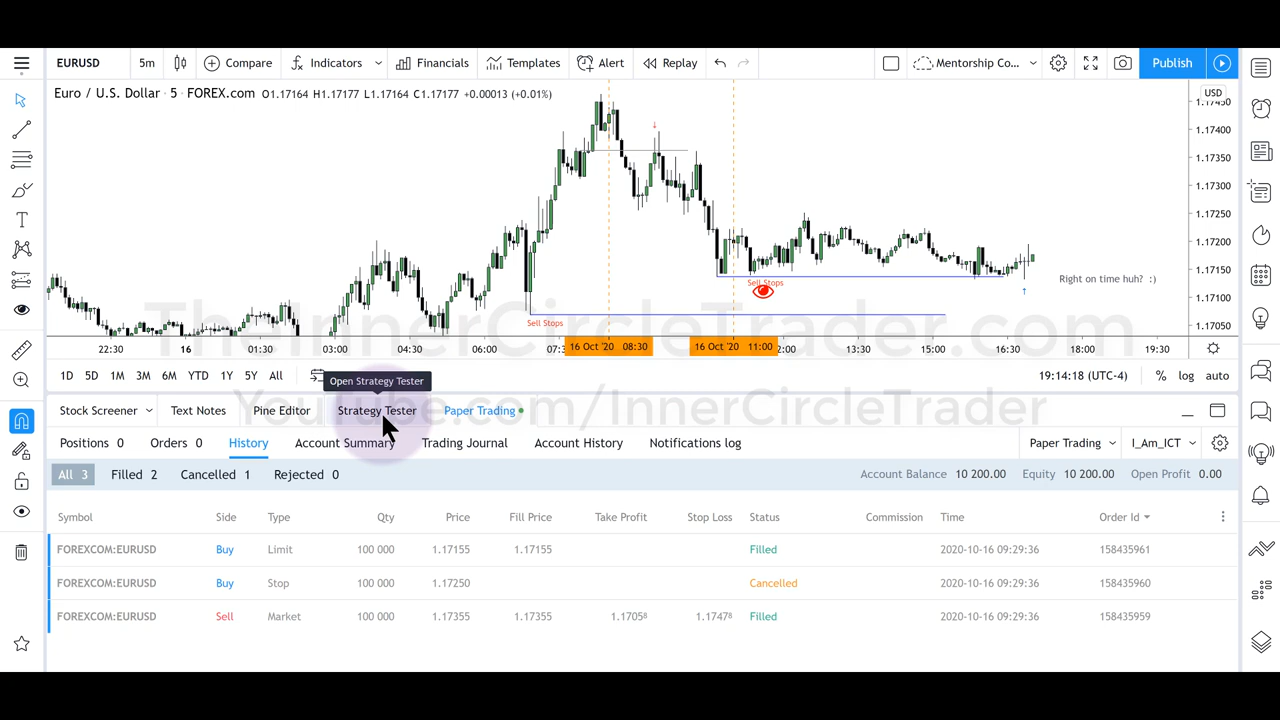 EURUSD 5m Compare Indicators Financials Templates Alert Replay Mentorship Co... Publish
Euro / U.S. Dollar · 5 · FOREX.com O1.17164 H1.17177 L1.17164 C1.17177 +0.00013 (+0.01%)
USD
1.17450
1.17400
1.17350
1.17300
1.17250
1.17200
1.17150
1.17100
1.17050
Right on time huh? :)
Sell Stops
Sell Stops
TheInnerCircleTrader.com
22:30 16 01:30 03:00 04:30 06:00 07:3 16 Oct '20 08:30 16 Oct '20 11:00 2:00 13:30 15:00 16:30 18:00 19:30
1D 5D 1M 3M 6M YTD 1Y 5Y All 19:14:18 (UTC-4) % log auto
Open Strategy Tester
YouTube.com/InnerCircleTrader
Stock Screener Text Notes Pine Editor Strategy Tester Paper Trading
Positions 0 Orders 0 History Account Summary Trading Journal Account History Notifications log Paper Trading I_Am_ICT
All 3 Filled 2 Cancelled 1 Rejected 0 Account Balance 10 200.00 Equity 10 200.00 Open Profit 0.00
Symbol Side Type Qty Price Fill Price Take Profit Stop Loss Status Commission Time Order Id
FOREXCOM:EURUSD Buy Limit 100 000 1.17155 1.17155 Filled 2020-10-16 09:29:36 158435961
FOREXCOM:EURUSD Buy Stop 100 000 1.17250 Cancelled 2020-10-16 09:29:36 158435960
FOREXCOM:EURUSD Sell Market 100 000 1.17355 1.17355 1.1705⁸ 1.1747⁸ Filled 2020-10-16 09:29:36 158435959